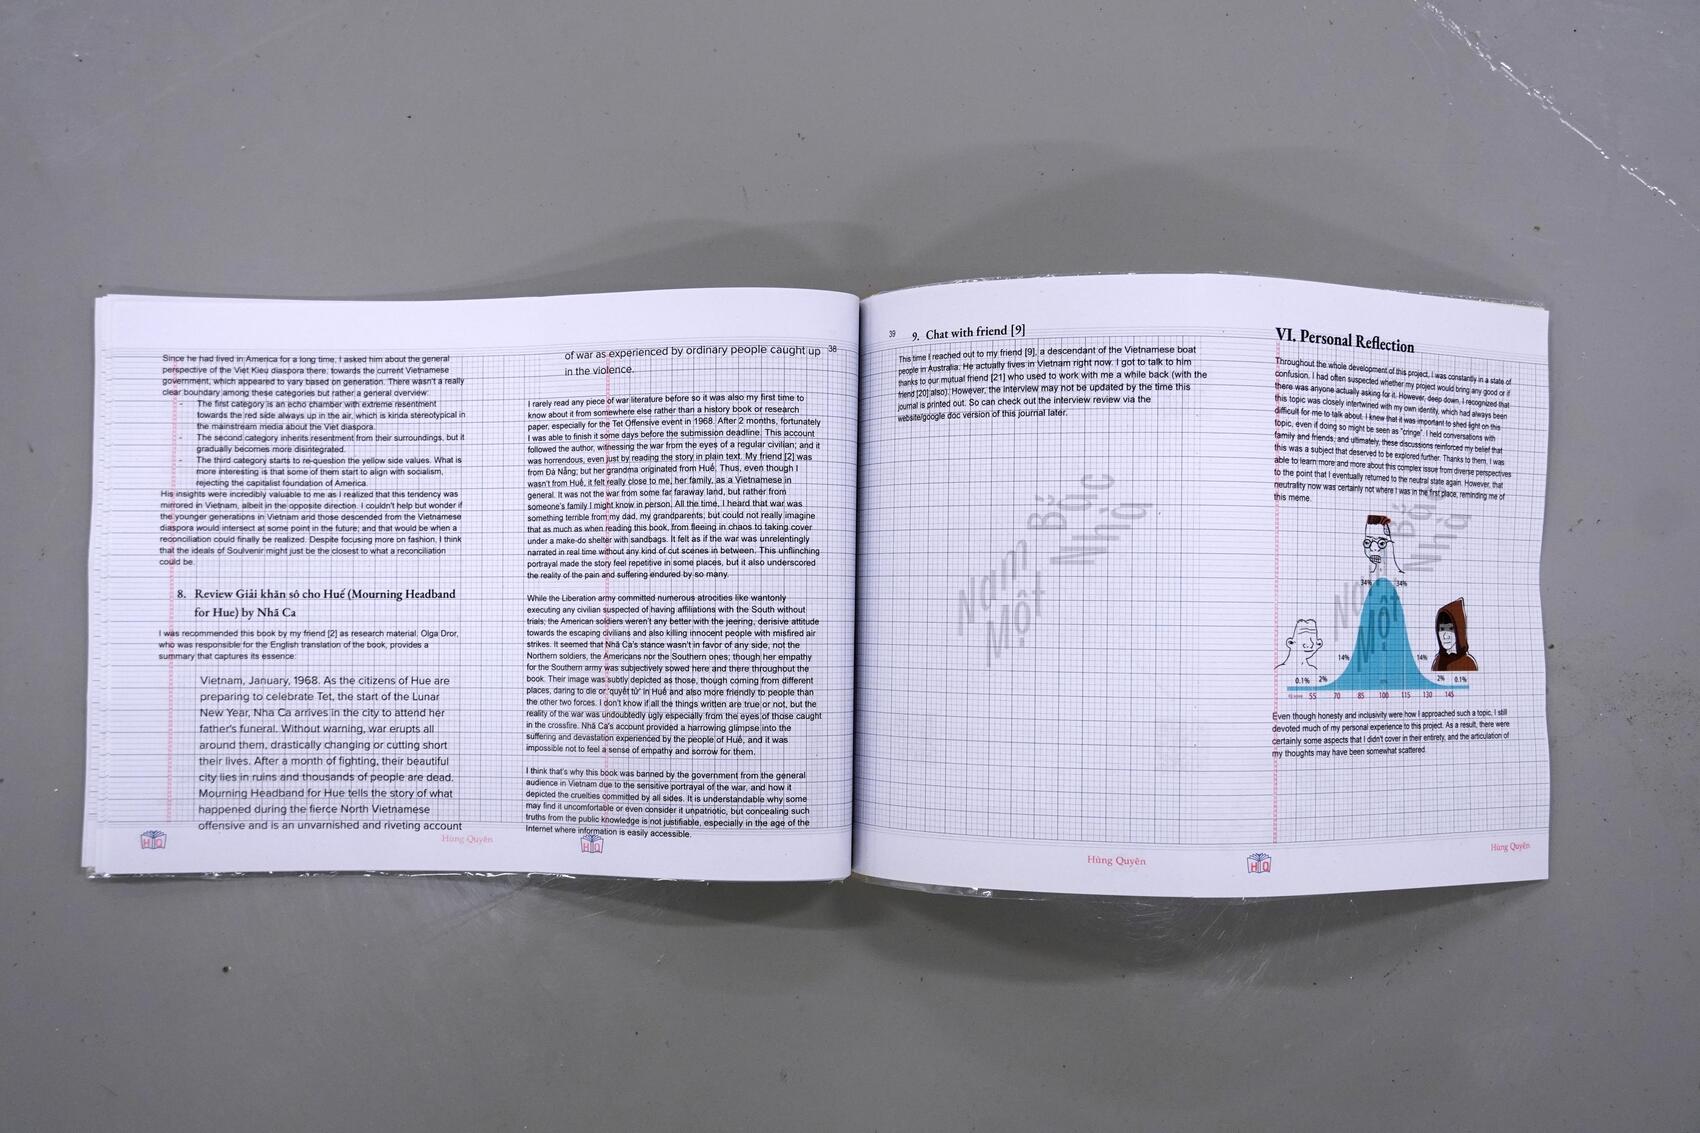 Since he had lived in America for a long time, I asked him about the general
perspective of the Viet Kieu diaspora there, towards the current Vietnamese
government, which appeared to vary based on generation. There wasn't a really
clear boundary among these categories but rather a general overview:
- The first category is an echo chamber with extreme resentment
towards the red side always up in the air, which is kinda stereotypical in
the mainstream media about the Viet diaspora.
- The second category inherits resentment from their surroundings, but it
gradually becomes more disintegrated.
- The third category starts to re-question the yellow side values. What is
more interesting is that some of them start to align with socialism,
rejecting the capitalist foundation of America.
His insights were incredibly valuable to me as I realized that this tendency was
mirrored in Vietnam, albeit in the opposite direction. I couldn't help but wonder if
the younger generations in Vietnam and those descended from the Vietnamese
diaspora would intersect at some point in the future; and that would be when a
reconciliation could finally be realized. Despite focusing more on fashion, I think
that the ideals of Soulvenir might just be the closest to what a reconciliation
could be.
8. Review Giải khăn sô cho Huế (Mourning Headband
for Hue) by Nhã Ca
I was recommended this book by my friend [2] as research material, Olga Dror,
who was responsible for the English translation of the book, provides a
summary that captures its essence:
Vietnam, January, 1968. As the citizens of Hue are
preparing to celebrate Tet, the start of the Lunar
New Year, Nha Ca arrives in the city to attend her
father's funeral. Without warning, war erupts all
around them, drastically changing or cutting short
their lives. After a month of fighting, their beautiful
city lies in ruins and thousands of people are dead.
Mourning Headband for Hue tells the story of what
happened during the fierce North Vietnamese
offensive and is an unvarnished and riveting account
HQ
Hùng Quyên
of war as experienced by ordinary people caught up
in the violence.
38
I rarely read any piece of war literature before so it was also my first time to
know about it from somewhere else rather than a history book or research
paper, especially for the Tet Offensive event in 1968. After 2 months, fortunately
I was able to finish it some days before the submission deadline. This account
followed the author, witnessing the war from the eyes of a regular civilian; and it
was horrendous, even just by reading the story in plain text. My friend [2] was
from Đà Nẵng; but her grandma originated from Huế. Thus, even though I
wasn't from Huế, it felt really close to me, her family, as a Vietnamese in
general. It was not the war from some far faraway land, but rather from
someone's family I might know in person. All the time, I heard that war was
something terrible from my dad, my grandparents; but could not really imagine
that as much as when reading this book, from fleeing in chaos to taking cover
under a make-do shelter with sandbags. It felt as if the war was unrelentingly
narrated in real time without any kind of cut scenes in between. This unflinching
portrayal made the story feel repetitive in some places, but it also underscored
the reality of the pain and suffering endured by so many.
While the Liberation army committed numerous atrocities like wantonly
executing any civilian suspected of having affiliations with the South without
trials; the American soldiers weren't any better with the jeering, derisive attitude
towards the escaping civilians and also killing innocent people with misfired air
strikes. It seemed that Nhã Ca's stance wasn't in favor of any side, not the
Northern soldiers, the Americans nor the Southern ones; though her empathy
for the Southern army was subjectively sowed here and there throughout the
book. Their image was subtly depicted as those, though coming from different
places, daring to die or 'quyết tử' in Huế and also more friendly to people than
the other two forces. I don't know if all the things written are true or not, but the
reality of the war was undoubtedly ugly especially from the eyes of those caught
in the crossfire. Nhã Ca's account provided a harrowing glimpse into the
suffering and devastation experienced by the people of Huế, and it was
impossible not to feel a sense of empathy and sorrow for them.
I think that's why this book was banned by the government from the general
audience in Vietnam due to the sensitive portrayal of the war, and how it
depicted the cruelties committed by all sides. It is understandable why some
may find it uncomfortable or even consider it unpatriotic, but concealing such
truths from the public knowledge is not justifiable, especially in the age of the
Internet where information is easily accessible.
HQ
39
9. Chat with friend [9]
This time I reached out to my friend [9], a descendant of the Vietnamese boat
people in Australia. He actually lives in Vietnam right now. I got to talk to him
thanks to our mutual friend [21] who used to work with me a while back (with the
friend [20] also). However, the interview may not be updated by the time this
journal is printed out. So can check out the interview review via the
website/google doc version of this journal later.
Nam Bắc
Một Nhà
Hùng Quyên
VI. Personal Reflection
Throughout the whole development of this project, I was constantly in a state of
confusion. I had often suspected whether my project would bring any good or if
there was anyone actually asking for it. However, deep down, I recognized that
this topic was closely intertwined with my own identity, which had always been
difficult for me to talk about. I knew that it was important to shed light on this
topic, even if doing so might be seen as "cringe". I held conversations with
family and friends; and ultimately, these discussions reinforced my belief that
this was a subject that deserved to be explored further. Thanks to them, I was
able to learn more and more about this complex issue from diverse perspectives
to the point that I eventually returned to the neutral state again. However, that
neutrality now was certainly not where I was in the first place, reminding me of
this meme.
Nam Bắc
Một Nhà
34% 34%
14% 14%
0.1% 2% 2% 0.1%
55 70 85 100 115 130 145
Even though honesty and inclusivity were how I approached such a topic, I still
devoted much of my personal experience to this project. As a result, there were
certainly some aspects that I didn't cover in their entirety, and the articulation of
my thoughts may have been somewhat scattered.
HQ
Hùng Quyên